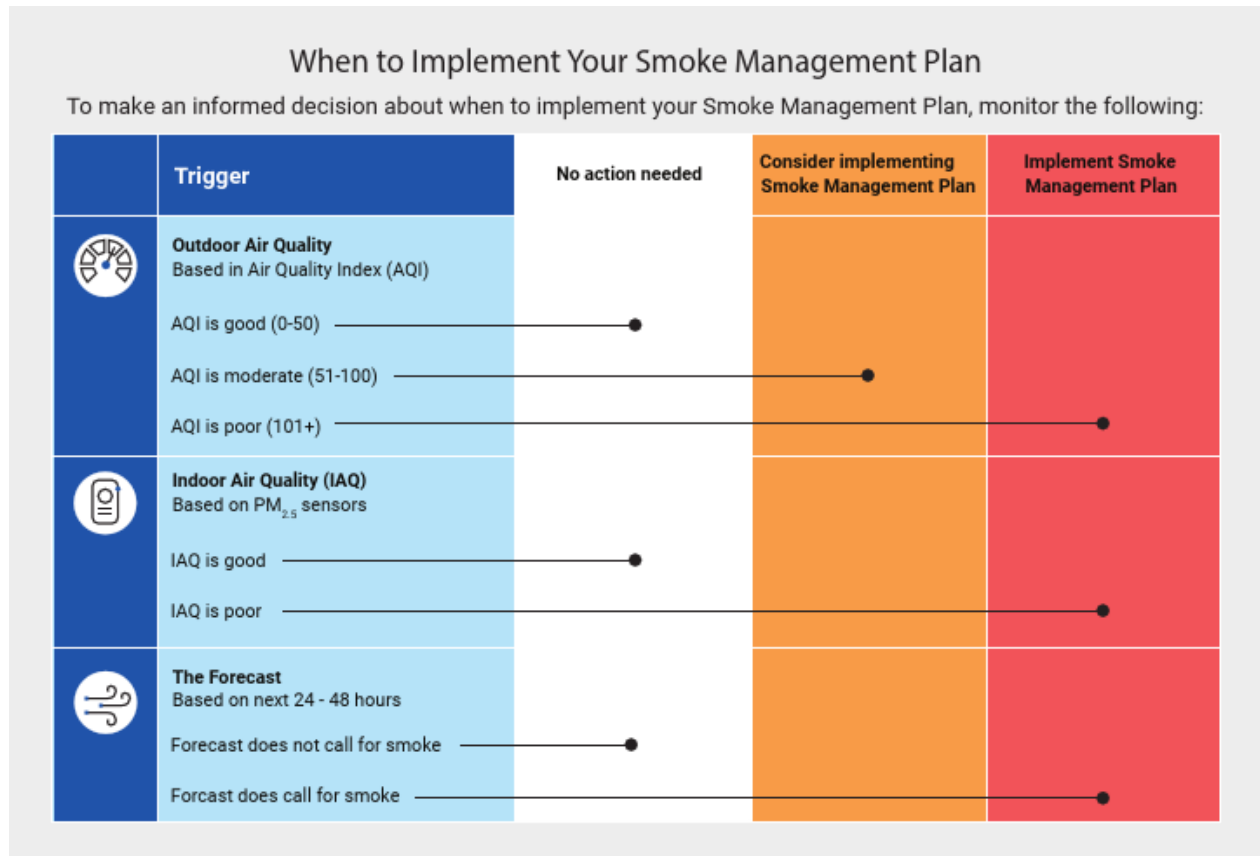 When to Implement Your Smoke Management Plan
To make an informed decision about when to implement your Smoke Management Plan, monitor the following:
Trigger
No action needed
Consider implementing
Smoke Management Plan
Implement Smoke
Management Plan
Outdoor Air Quality
Based in Air Quality Index (AQI)
AQI is good (0-50)
AQI is moderate (51-100)
AQI is poor (101+)
Indoor Air Quality (IAQ)
Based on PM2.5 sensors
IAQ is good
IAQ is poor
The Forecast
Based on next 24 - 48 hours
Forecast does not call for smoke
Forcast does call for smoke